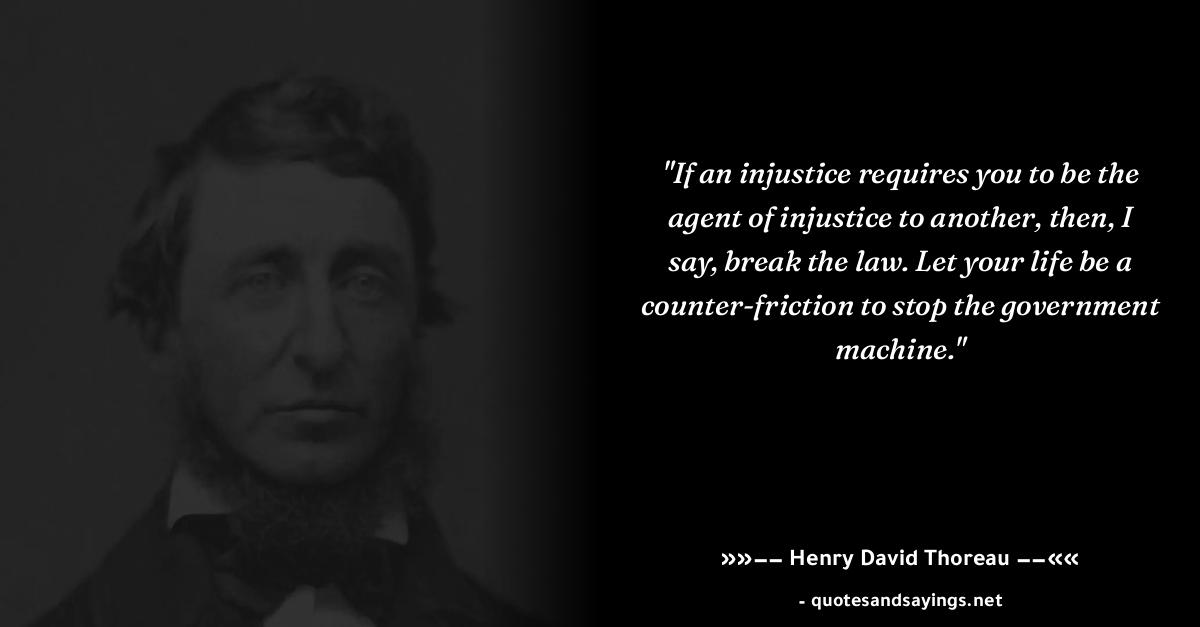 "If an injustice requires you to be the
agent of injustice to another, then, I
say, break the law. Let your life be a
counter-friction to stop the government
machine."
»»−− Henry David Thoreau −−««
- quotesandsayings.net